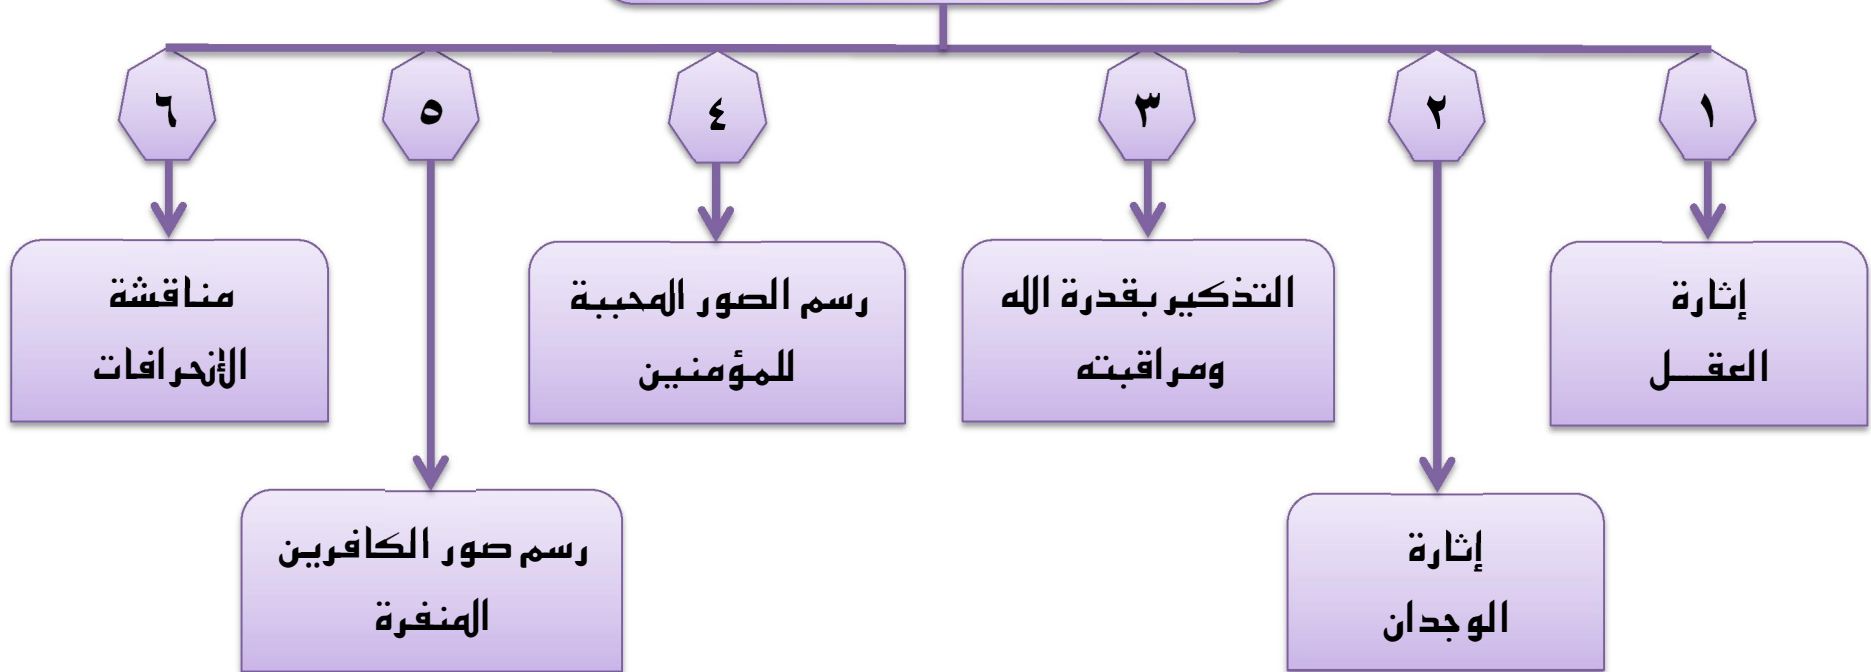 ١
إثارة
العقـــل
٢
إثارة
الوجدان
٣
التذكير بقدرة الله
ومراقبته
٤
رسم الصور المحببة
للمؤمنين
٥
رسم صور الكافرين
المنفرة
٦
مناقشة
الإنحرافات